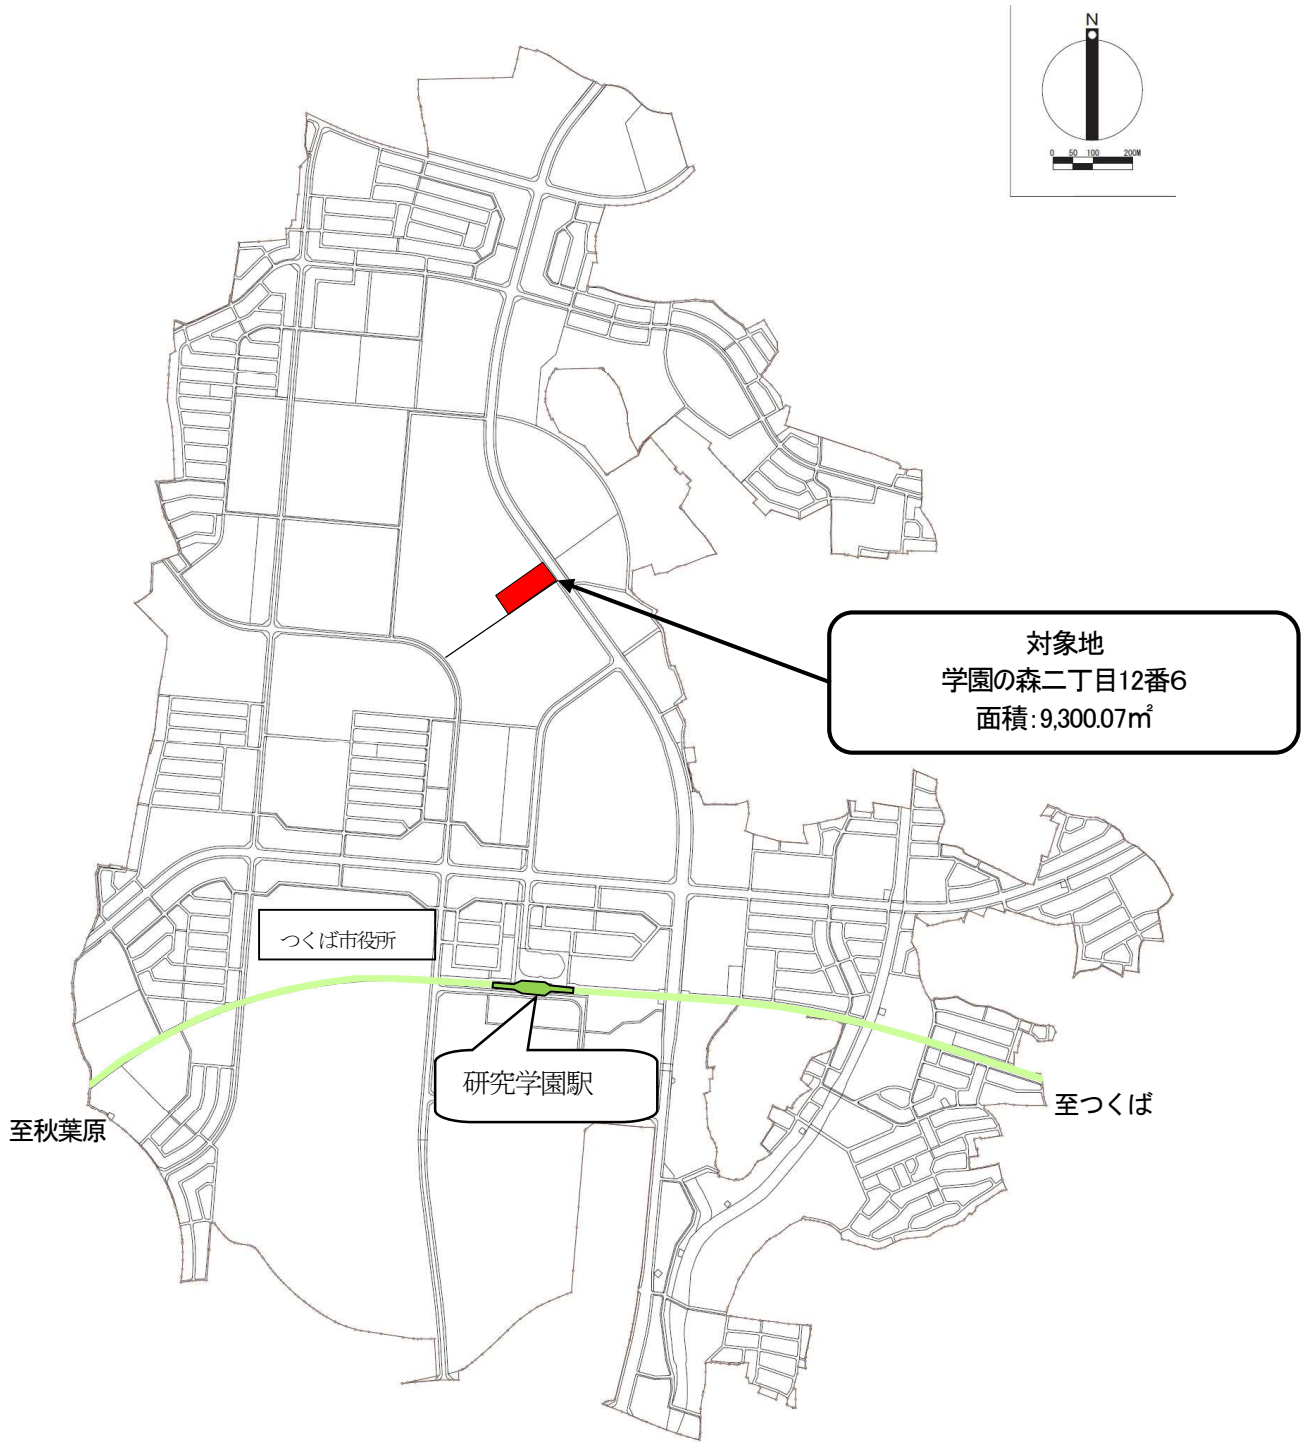 N
0 50 100 200M
対象地
学園の森二丁目12番6
面積：9,300.07㎡
つくば市役所
研究学園駅
至つくば
至秋葉原